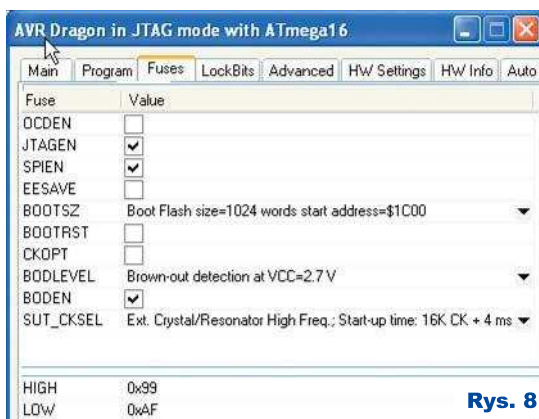 AVR Dragon in JTAG mode with ATmega16
Main Program Fuses LockBits Advanced HW Settings HW Info Auto
Fuse Value
OCDEN
JTAGEN
SPIEN
EESAVE
BOOTSZ Boot Flash size=1024 words start address=$1C00
BOOTRST
CKOPT
BODLEVEL Brown-out detection at VCC=2.7 V
BODEN
SUT_CKSEL Ext. Crystal/Resonator High Freq.; Start-up time: 16K CK + 4 ms
HIGH 0x99
LOW 0xAF
Rys. 8